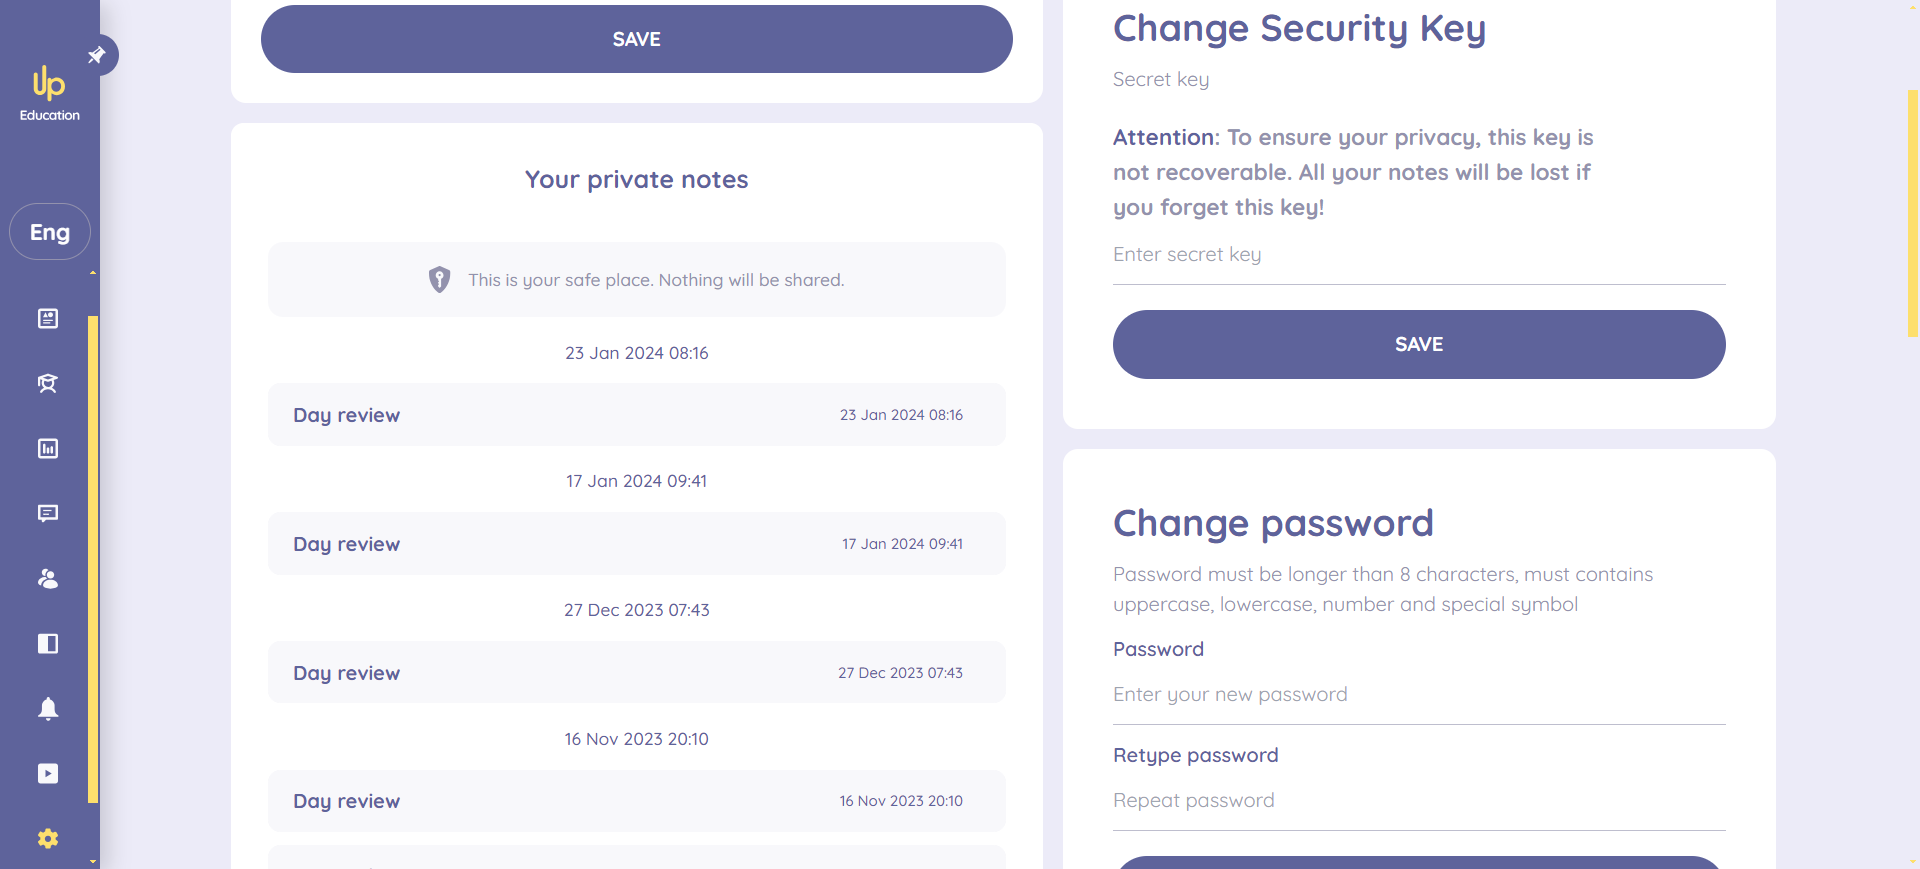 Up
Education
Eng
SAVE
Your private notes
This is your safe place. Nothing will be shared.
23 Jan 2024 08:16
Day review 23 Jan 2024 08:16
17 Jan 2024 09:41
Day review 17 Jan 2024 09:41
27 Dec 2023 07:43
Day review 27 Dec 2023 07:43
16 Nov 2023 20:10
Day review 16 Nov 2023 20:10
Change Security Key
Secret key
Attention: To ensure your privacy, this key is
not recoverable. All your notes will be lost if
you forget this key!
Enter secret key
SAVE
Change password
Password must be longer than 8 characters, must contains
uppercase, lowercase, number and special symbol
Password
Enter your new password
Retype password
Repeat password